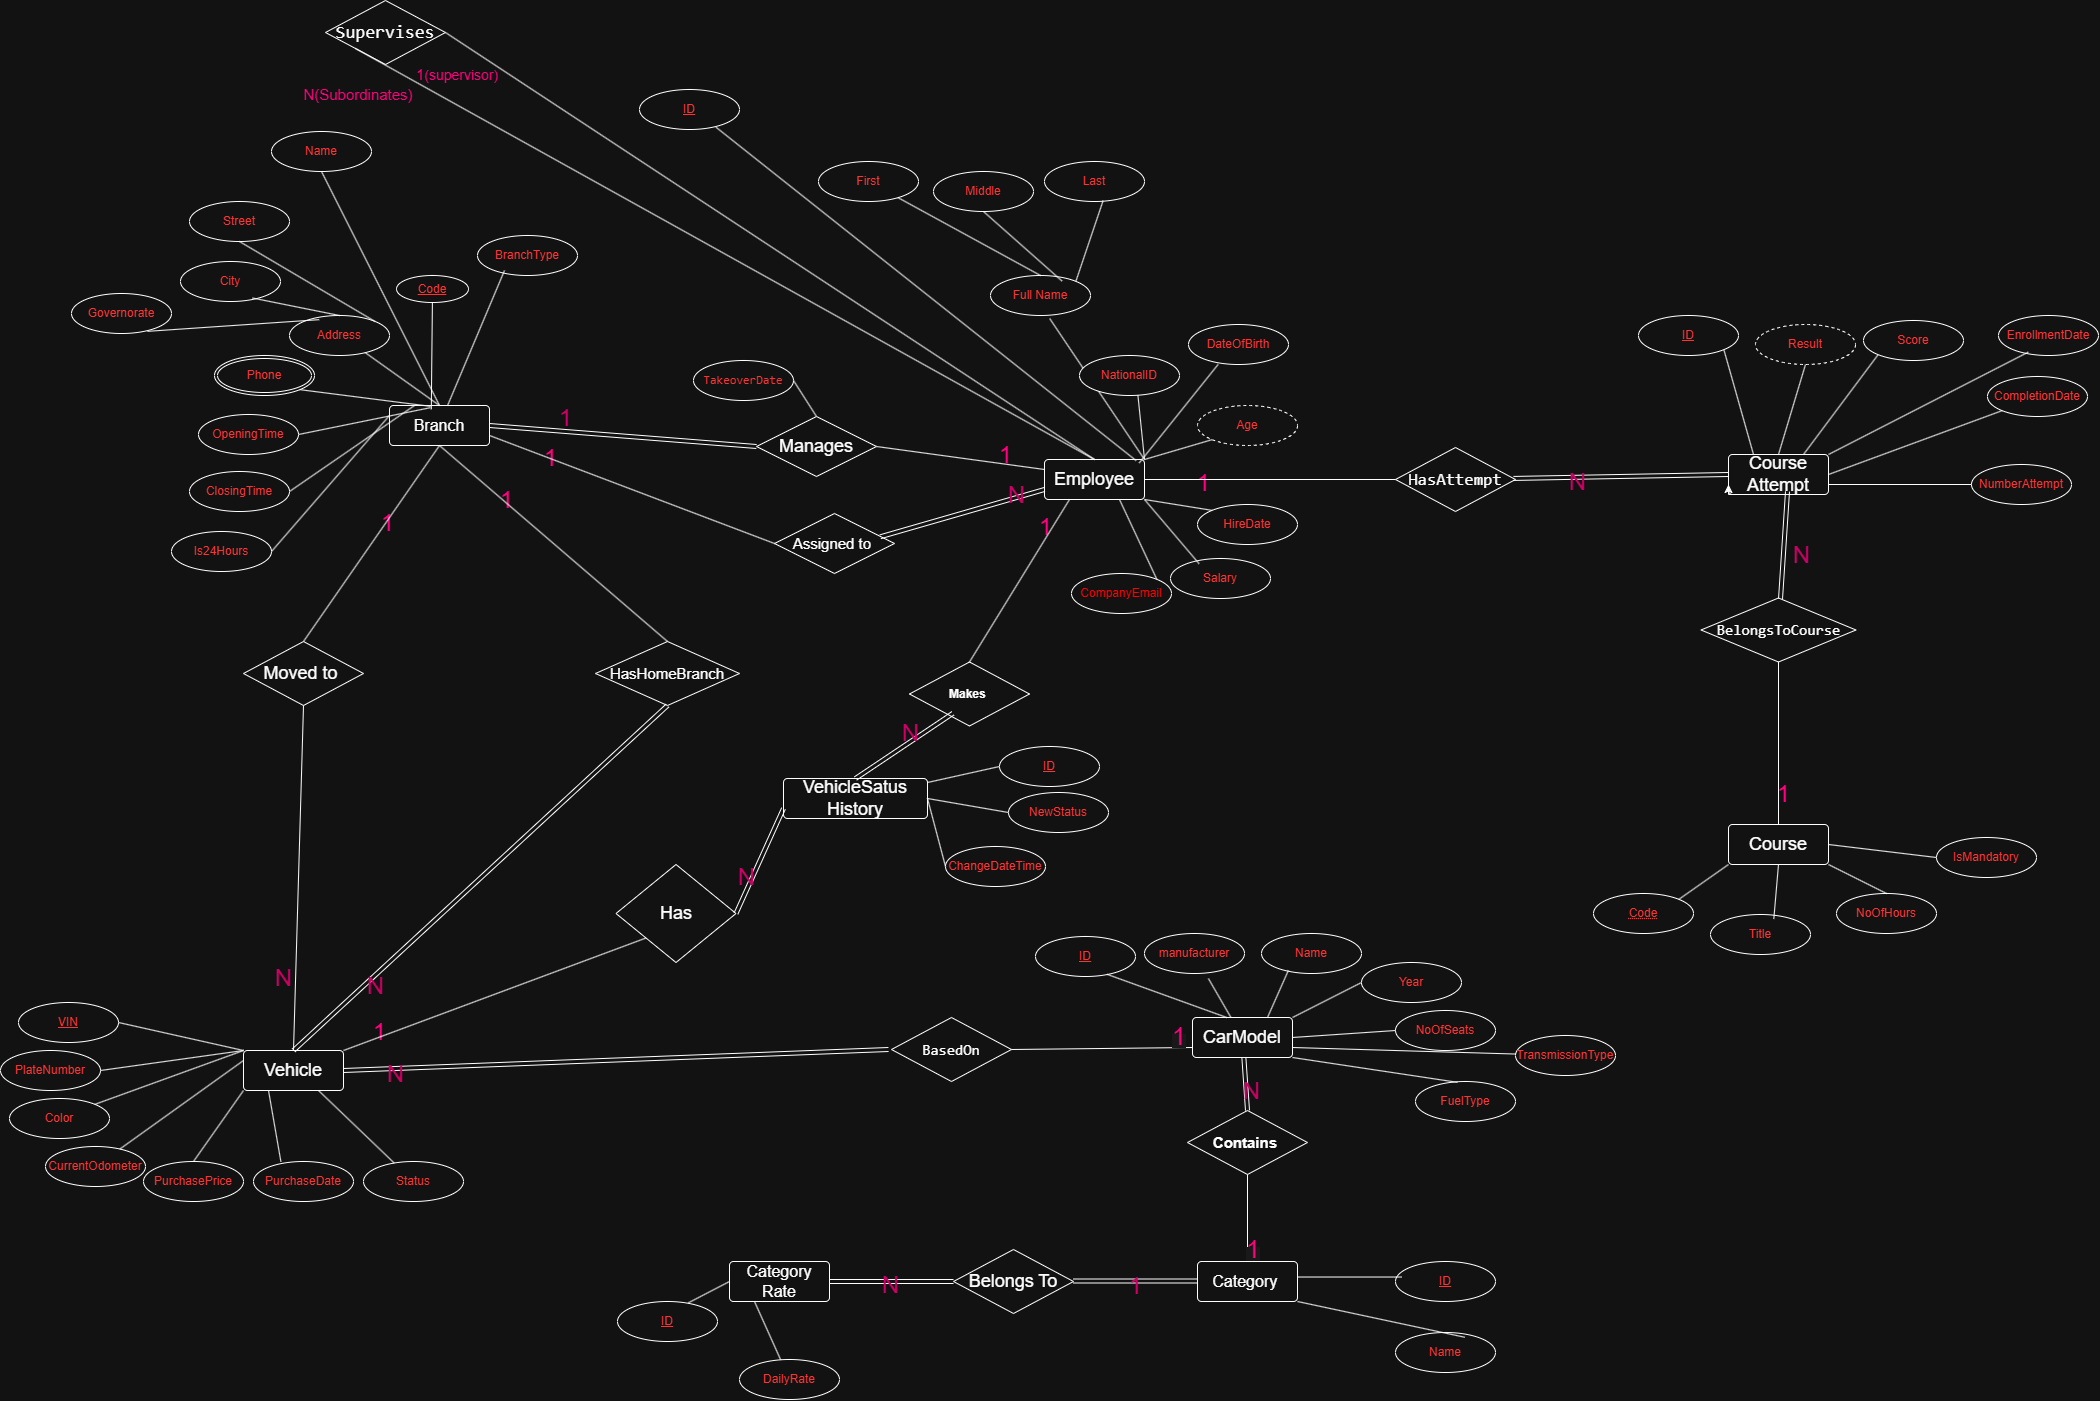 Supervises
1(supervisor)
N(Subordinates)
ID
Name
First
Middle
Last
Street
BranchType
City
Code
Full Name
Governorate
Address
DateOfBirth
ID
Result
Score
EnrollmentDate
Phone
TakeoverDate
NationalID
CompletionDate
OpeningTime
Branch
1
Manages
1
Age
ClosingTime
1
Employee
1
HasAttempt
N
Course
Attempt
NumberAttempt
1
N
1
Is24Hours
1
Assigned to
1
HireDate
CompanyEmail
Salary
N
BelongsToCourse
Moved to
HasHomeBranch
Makes
N
ID
VehicleSatus
History
NewStatus
1
ChangeDateTime
Course
IsMandatory
N
Has
Code
Title
NoOfHours
N
N
ID
manufacturer
Name
Year
VIN
1
BasedOn
1
CarModel
NoOfSeats
TransmissionType
PlateNumber
Vehicle
N
N
FuelType
Color
Contains
CurrentOdometer
PurchasePrice
PurchaseDate
Status
1
Category
Rate
N
Belongs To
1
Category
ID
ID
Name
DailyRate